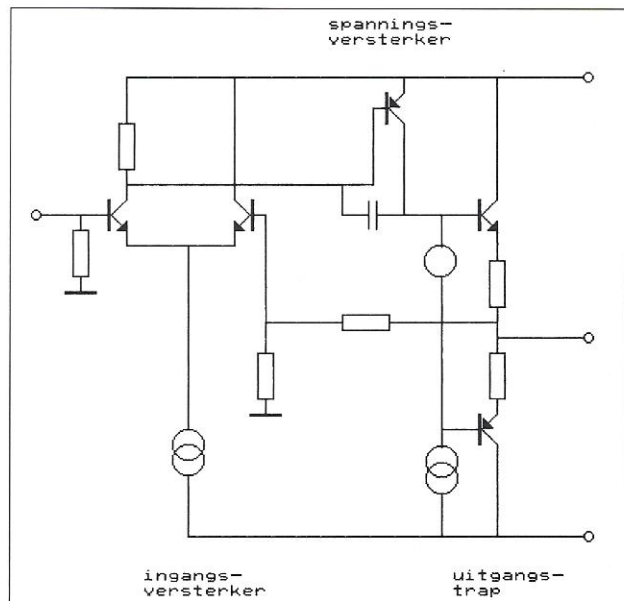 spannings-
versterker
ingangs-
versterker
uitgangs-
trap